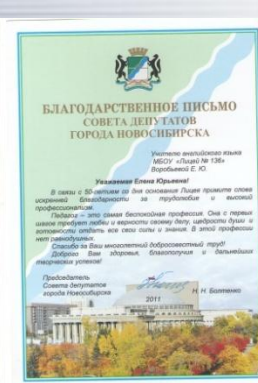 БЛАГОДАРСТВЕННОЕ ПИСЬМО
СОВЕТА ДЕПУТАТОВ
ГОРОДА НОВОСИБИРСКА
Учителю английского языка
МБОУ «Лицей № 136»
Воробьевой Е. Ю.
Уважаемая Елена Юрьевна!
В связи с 50-летием со дня основания Лицея примите слова
искренней благодарности за трудолюбие и высокий
профессионализм.
Педагог – это самая беспокойная профессия. Она с первых
шагов требует любви и верности своему делу, щедрости души и
готовности отдать все свои силы и знания. В этой профессии
нет равнодушных.
Спасибо за Ваш многолетний добросовестный труд!
Доброго Вам здоровья, благополучия и дальнейших
творческих успехов!
Председатель
Совета депутатов
города Новосибирска
Н. Н. Болтенко
2011